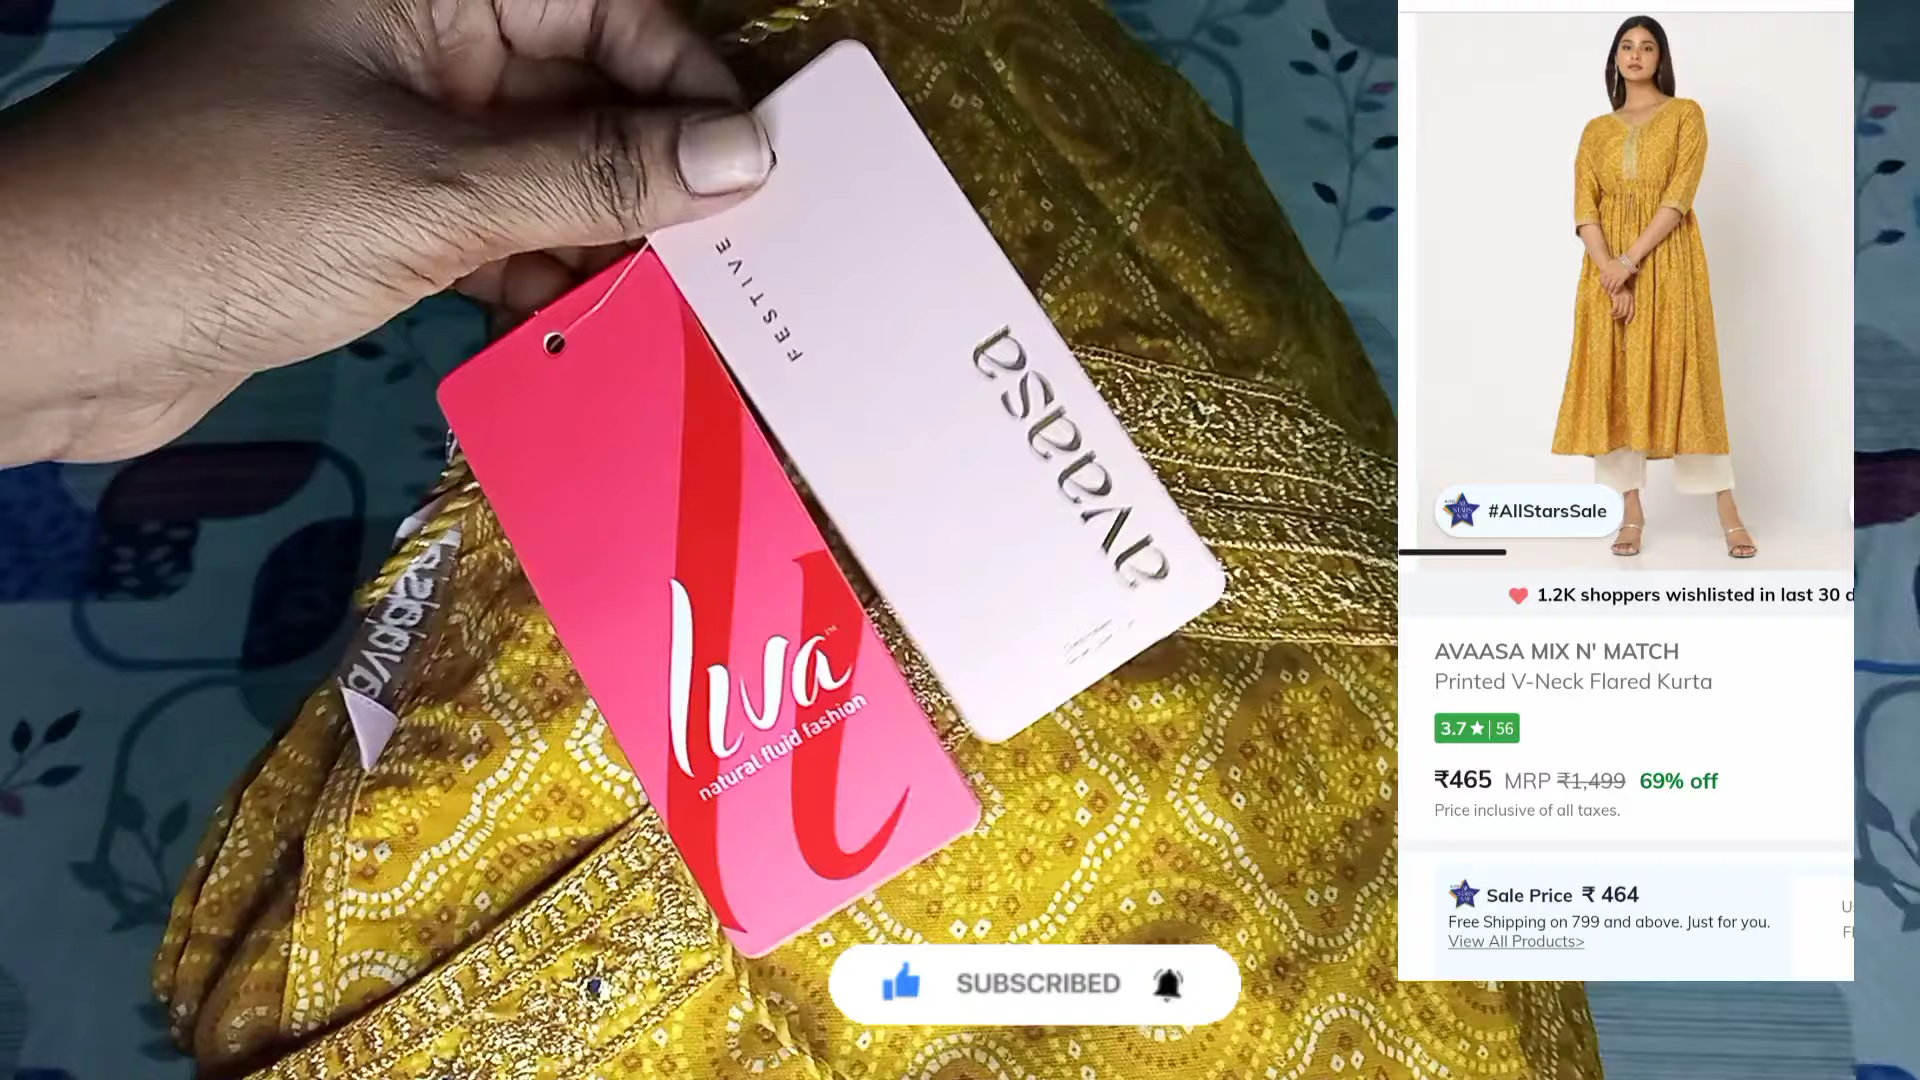 FESTIVE
avaasa
liva™
natural fluid fashion
avaasa
SUBSCRIBED
#AllStarsSale
1.2K shoppers wishlisted in last 30 d
AVAASA MIX N' MATCH
Printed V-Neck Flared Kurta
3.7★|56
₹465 MRP ₹1,499 69% off
Price inclusive of all taxes.
Sale Price ₹ 464
Free Shipping on 799 and above. Just for you.
View All Products>